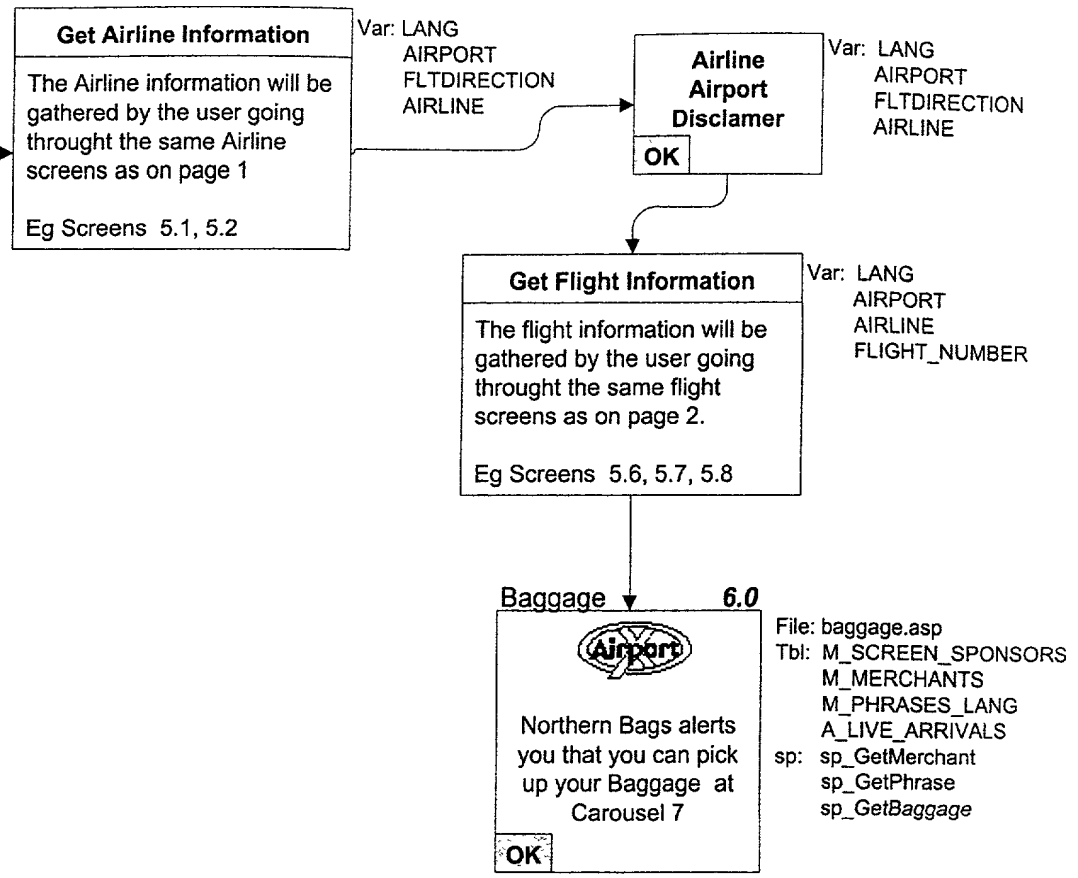 Get Airline Information
The Airline information will be
gathered by the user going
throught the same Airline
screens as on page 1
Eg Screens 5.1, 5.2
Var: LANG
AIRPORT
FLTDIRECTION
AIRLINE
Airline
Airport
Disclamer
OK
Var: LANG
AIRPORT
FLTDIRECTION
AIRLINE
Get Flight Information
The flight information will be
gathered by the user going
throught the same flight
screens as on page 2.
Eg Screens 5.6, 5.7, 5.8
Var: LANG
AIRPORT
AIRLINE
FLIGHT_NUMBER
Baggage 6.0
Airport
X
Northern Bags alerts
you that you can pick
up your Baggage at
Carousel 7
OK
File: baggage.asp
Tbl: M_SCREEN_SPONSORS
M_MERCHANTS
M_PHRASES_LANG
A_LIVE_ARRIVALS
sp: sp_GetMerchant
sp_GetPhrase
sp_GetBaggage